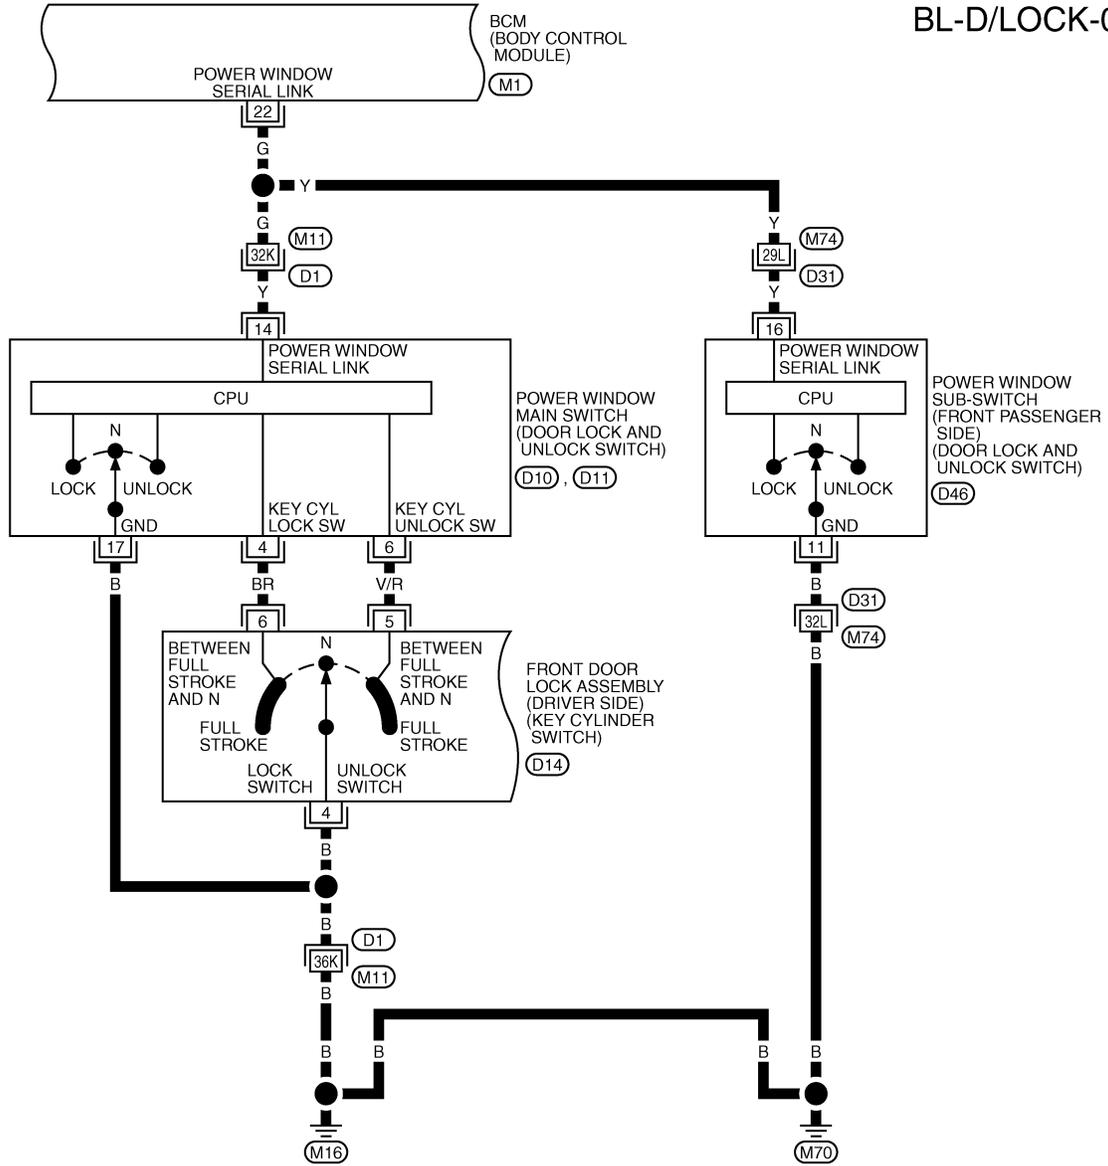 BL-D/LOCK-0
BCM
(BODY CONTROL
MODULE)
M1
POWER WINDOW
SERIAL LINK
22
G
Y
G
Y
M11
32K
D1
M74
29L
D31
Y
Y
14
16
POWER WINDOW
SERIAL LINK
CPU
N
LOCK
UNLOCK
GND
KEY CYL
LOCK SW
KEY CYL
UNLOCK SW
POWER WINDOW
MAIN SWITCH
(DOOR LOCK AND
UNLOCK SWITCH)
D10 , D11
POWER WINDOW
SERIAL LINK
CPU
N
LOCK
UNLOCK
GND
POWER WINDOW
SUB-SWITCH
(FRONT PASSENGER
SIDE)
(DOOR LOCK AND
UNLOCK SWITCH)
D46
17
4
6
11
B
BR
V/R
B
6
5
D31
32L
M74
B
BETWEEN
FULL
STROKE
AND N
FULL
STROKE
N
BETWEEN
FULL
STROKE
AND N
FULL
STROKE
LOCK
SWITCH
UNLOCK
SWITCH
FRONT DOOR
LOCK ASSEMBLY
(DRIVER SIDE)
(KEY CYLINDER
SWITCH)
D14
4
B
B
D1
36K
M11
B
B
B
B
B
M16
M70